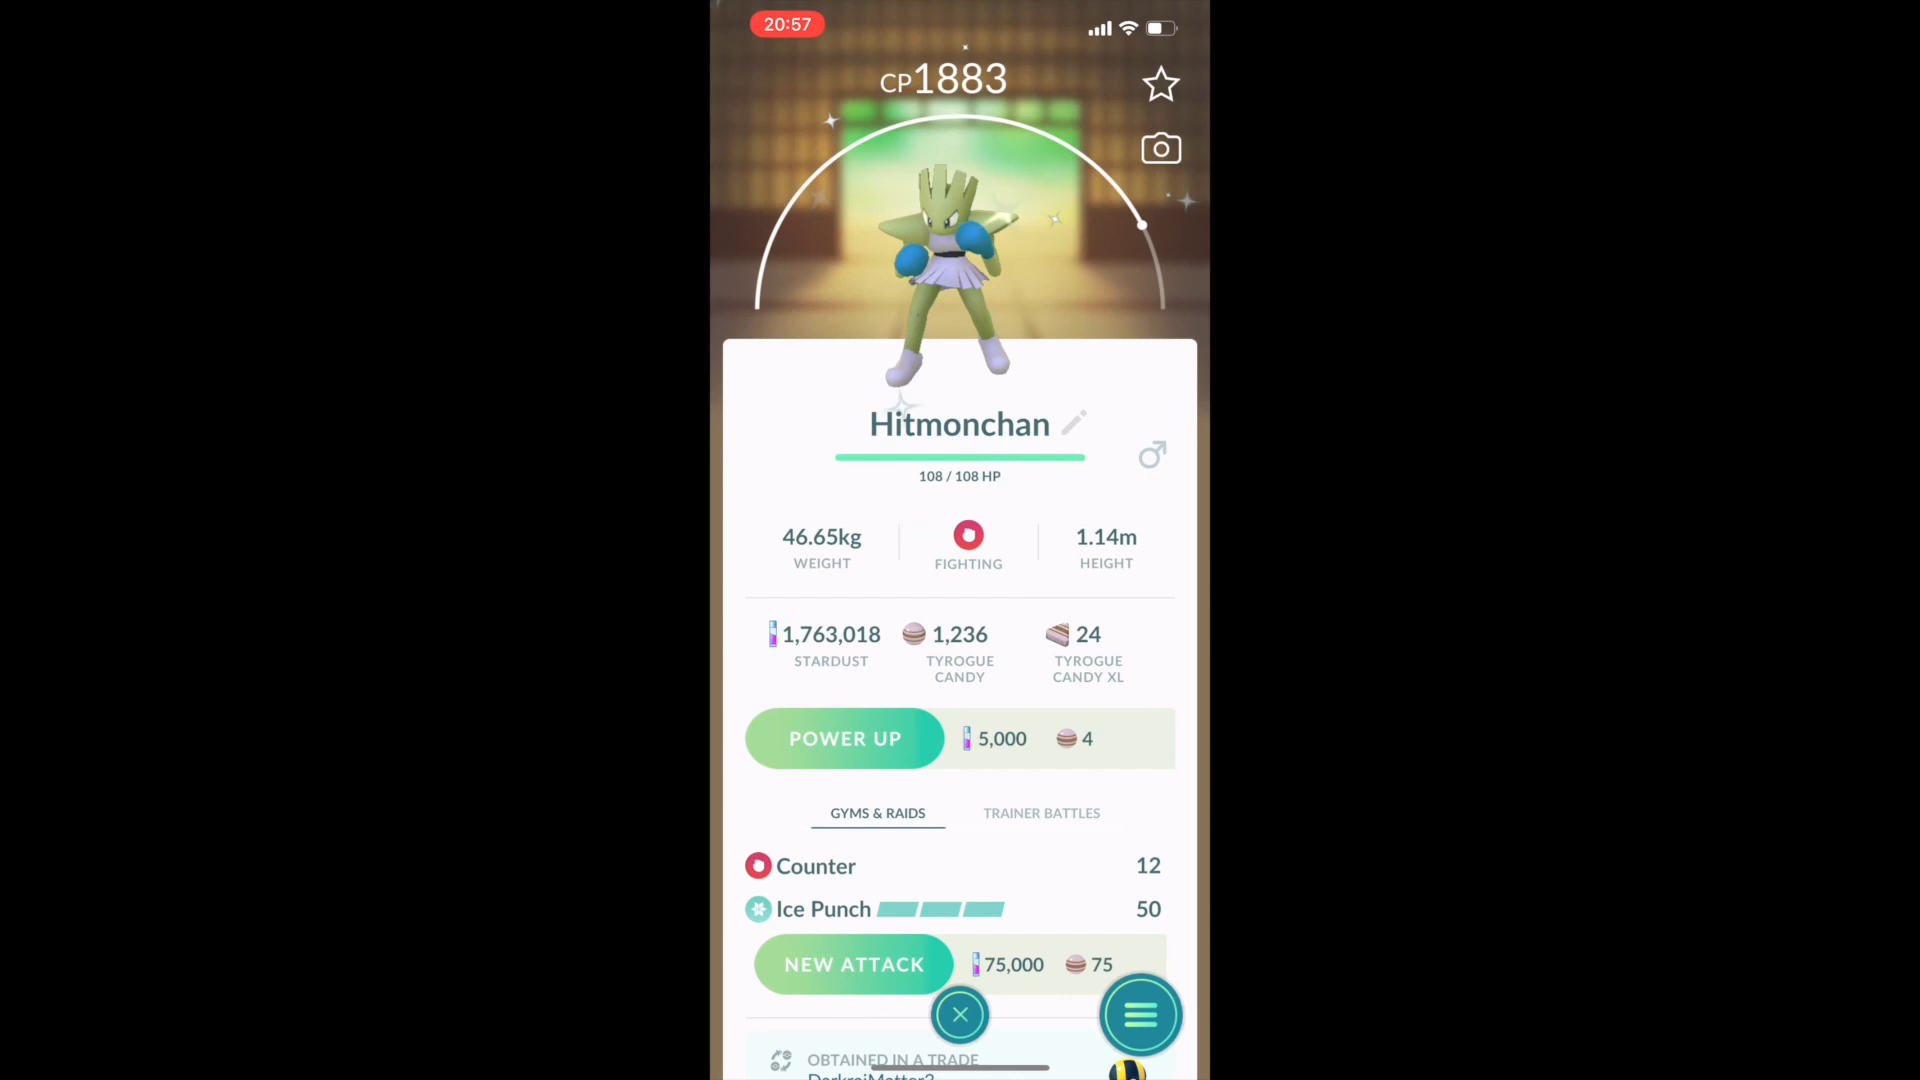 20:57
CP1883
Hitmonchan
108 / 108 HP
46.65kg
WEIGHT
FIGHTING
1.14m
HEIGHT
1,763,018
STARDUST
1,236
TYROGUE
CANDY
24
TYROGUE
CANDY XL
POWER UP 5,000 4
GYMS & RAIDS TRAINER BATTLES
Counter 12
Ice Punch 50
NEW ATTACK 75,000 75
OBTAINED IN A TRADE